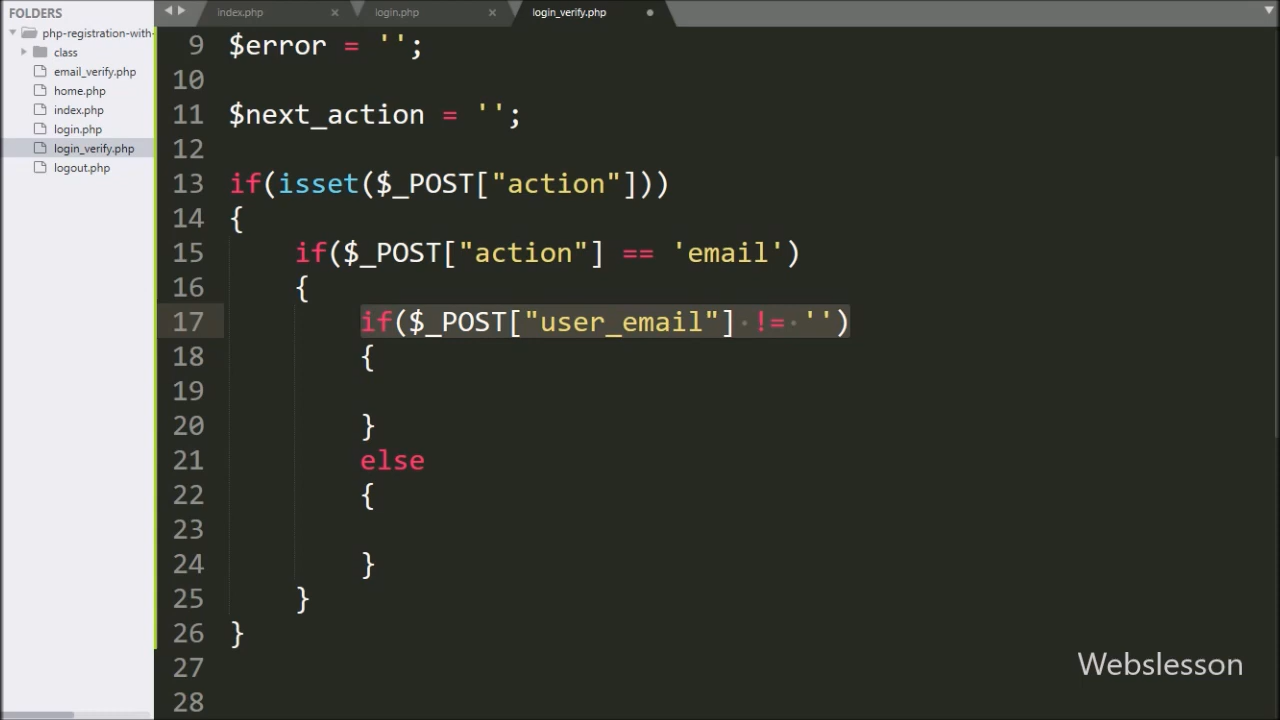 FOLDERS
php-registration-with-
class
email_verify.php
home.php
index.php
login.php
login_verify.php
logout.php
index.php × login.php × login_verify.php
9 $error = '';
10
11 $next_action = '';
12
13 if(isset($_POST["action"]))
14 {
15 if($_POST["action"] == 'email')
16 {
17 if($_POST["user_email"] != '')
18 {
19
20 }
21 else
22 {
23
24 }
25 }
26 }
27
28
Webslesson